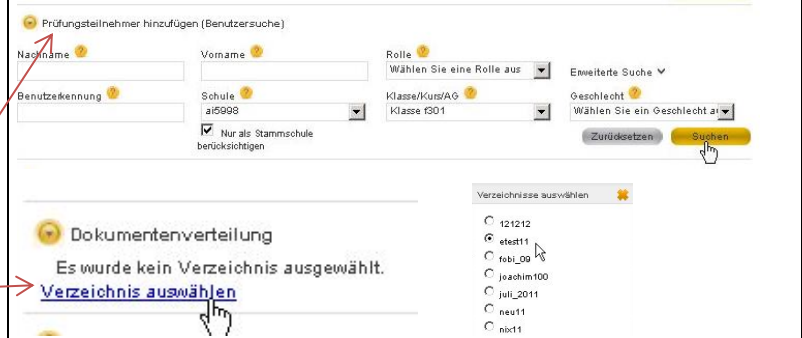 Prüfungsteilnehmer hinzufügen (Benutzersuche)
Nachname Vorname Rolle
Wählen Sie eine Rolle aus
Erweiterte Suche
Benutzerkennung Schule Klasse/Kurs/AG Geschlecht
ai5998 Klasse f301 Wählen Sie ein Geschlecht a
Nur als Stammschule
berücksichtigen
Zurücksetzen Suchen
Verzeichnisse auswählen
121212
etest11
fobi_09
joachim100
juli_2011
neu11
nix11
Dokumentenverteilung
Es wurde kein Verzeichnis ausgewählt.
Verzeichnis auswählen